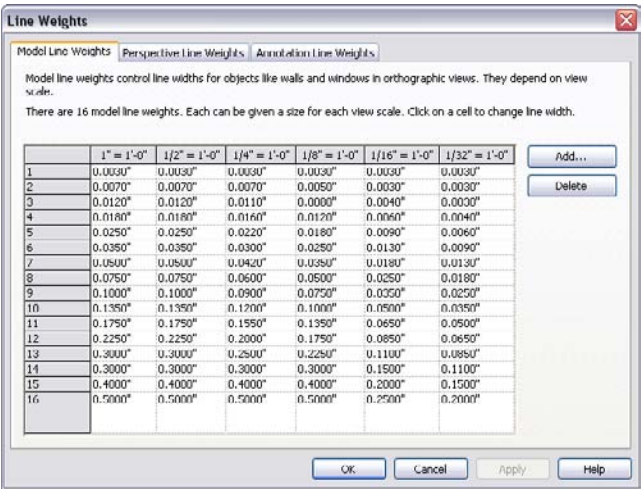 Line Weights
Model Line Weights Perspective Line Weights Annotation Line Weights
Model line weights control line widths for objects like walls and windows in orthographic views. They depend on view
scale.
There are 16 model line weights. Each can be given a size for each view scale. Click on a cell to change line width.
1" = 1'-0" 1/2" = 1'-0" 1/4" = 1'-0" 1/8" = 1'-0" 1/16" = 1'-0" 1/32" = 1'-0" Add...
1 0.0030" 0.0030" 0.0030" 0.0030" 0.0030" 0.0030"
2 0.0070" 0.0070" 0.0070" 0.0050" 0.0030" 0.0030" Delete
3 0.0120" 0.0120" 0.0110" 0.0040" 0.0030"
4 0.0180" 0.0180" 0.0160" 0.0120" 0.0060" 0.0040"
5 0.0250" 0.0250" 0.0220" 0.0180" 0.0090" 0.0060"
6 0.0350" 0.0350" 0.0300" 0.0250" 0.0130" 0.0090"
7 0.0500" 0.0500" 0.0420" 0.0350" 0.0180" 0.0130"
8 0.0750" 0.0750" 0.0600" 0.0500" 0.0250" 0.0180"
9 0.1000" 0.1000" 0.0900" 0.0750" 0.0350" 0.0250"
10 0.1350" 0.1350" 0.1200" 0.1000" 0.0500" 0.0350"
11 0.1750" 0.1750" 0.1550" 0.1350" 0.0650" 0.0500"
12 0.2250" 0.2250" 0.2000" 0.1750" 0.0850" 0.0650"
13 0.3000" 0.3000" 0.2500" 0.2250" 0.1100" 0.0850"
14 0.3000" 0.3000" 0.3000" 0.3000" 0.1500" 0.1100"
15 0.4000" 0.4000" 0.4000" 0.4000" 0.2000" 0.1500"
16 0.5000" 0.5000" 0.5000" 0.5000" 0.2500" 0.2000"
OK Cancel Apply Help